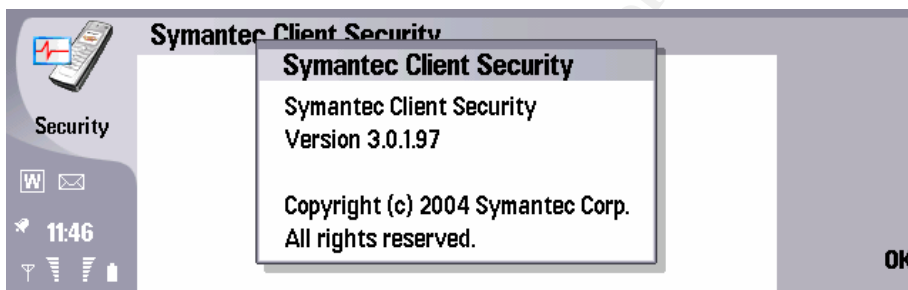 Symantec Client Security
Symantec Client Security
Symantec Client Security
Version 3.0.1.97
Copyright (c) 2004 Symantec Corp.
All rights reserved.
Security
W
11:46
OK